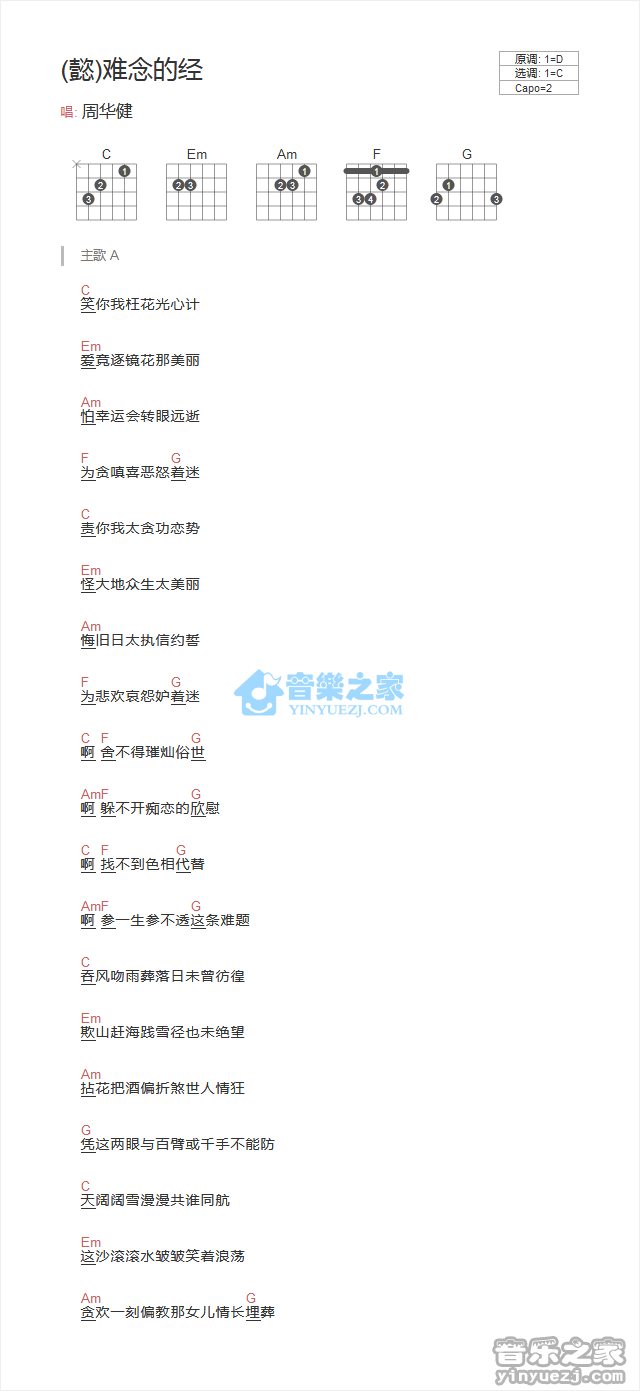 (懿)难念的经
原调: 1=D
选调: 1=C
Capo=2
唱: 周华健
C Em Am F G
1 2 3
2 3
1 2 3
1 2 3 4
1 2 3
主歌 A
C
笑你我枉花光心计
Em
爱竞逐镜花那美丽
Am
怕幸运会转眼远逝
F G
为贪嗔喜恶怒着迷
C
责你我太贪功恋势
Em
怪大地众生太美丽
Am
悔旧日太执信约誓
F G
为悲欢哀怨妒着迷
音樂之家
YINYUEZJ.COM
C F G
啊 舍不得璀灿俗世
Am F G
啊 躲不开痴恋的欣慰
C F G
啊 找不到色相代替
Am F G
啊 参一生参不透这条难题
C
吞风吻雨葬落日未曾彷徨
Em
欺山赶海践雪径也未绝望
Am
拈花把酒偏折煞世人情狂
G
凭这两眼与百臂或千手不能防
C
天阔阔雪漫漫共谁同航
Em
这沙滚滚水皱皱笑着浪荡
Am G
贪欢一刻偏教那女儿情长埋葬
音乐之家
yinyuezj.com